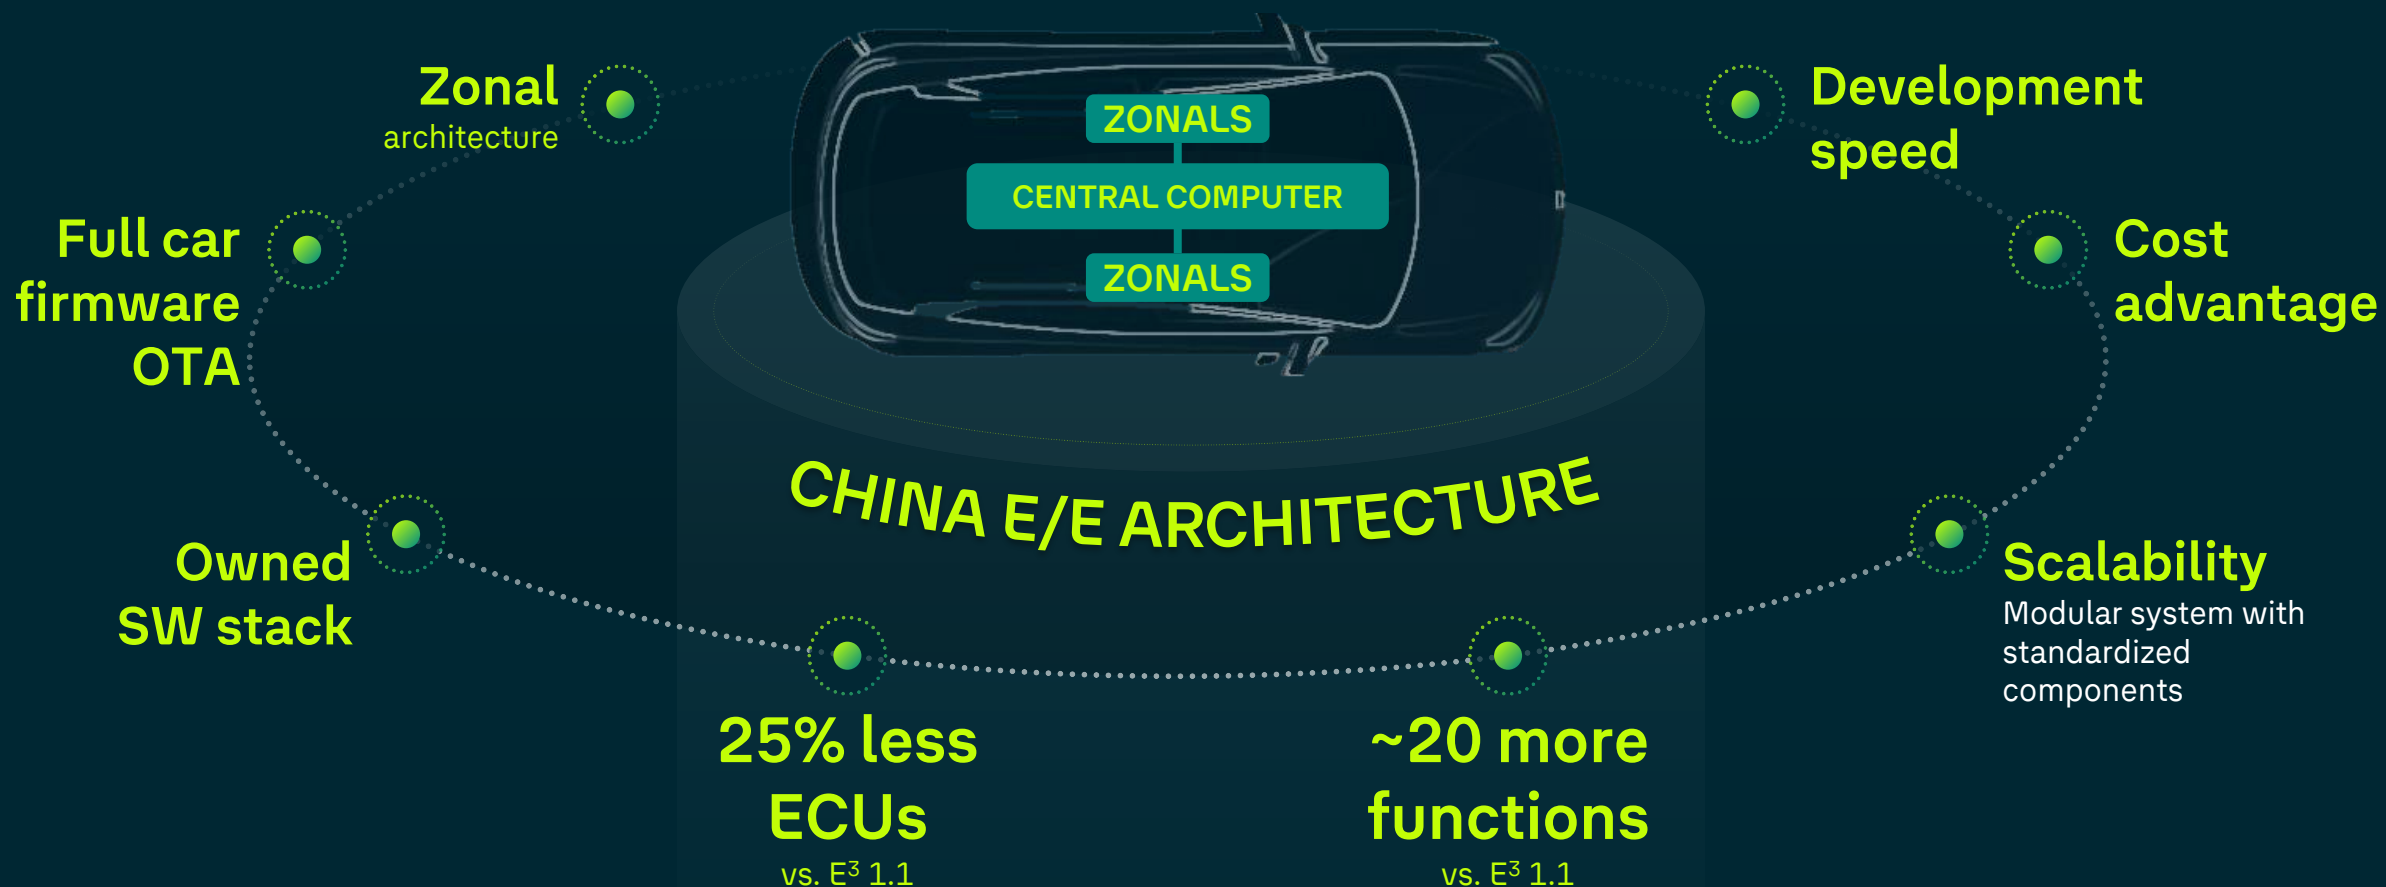 Zonal
architecture
Full car
firmware
OTA
Owned
SW stack
ZONALS
CENTRAL COMPUTER
ZONALS
CHINA E/E ARCHITECTURE
25% less
ECUs
vs. E³ 1.1
~20 more
functions
vs. E³ 1.1
Development
speed
Cost
advantage
Scalability
Modular system with
standardized
components